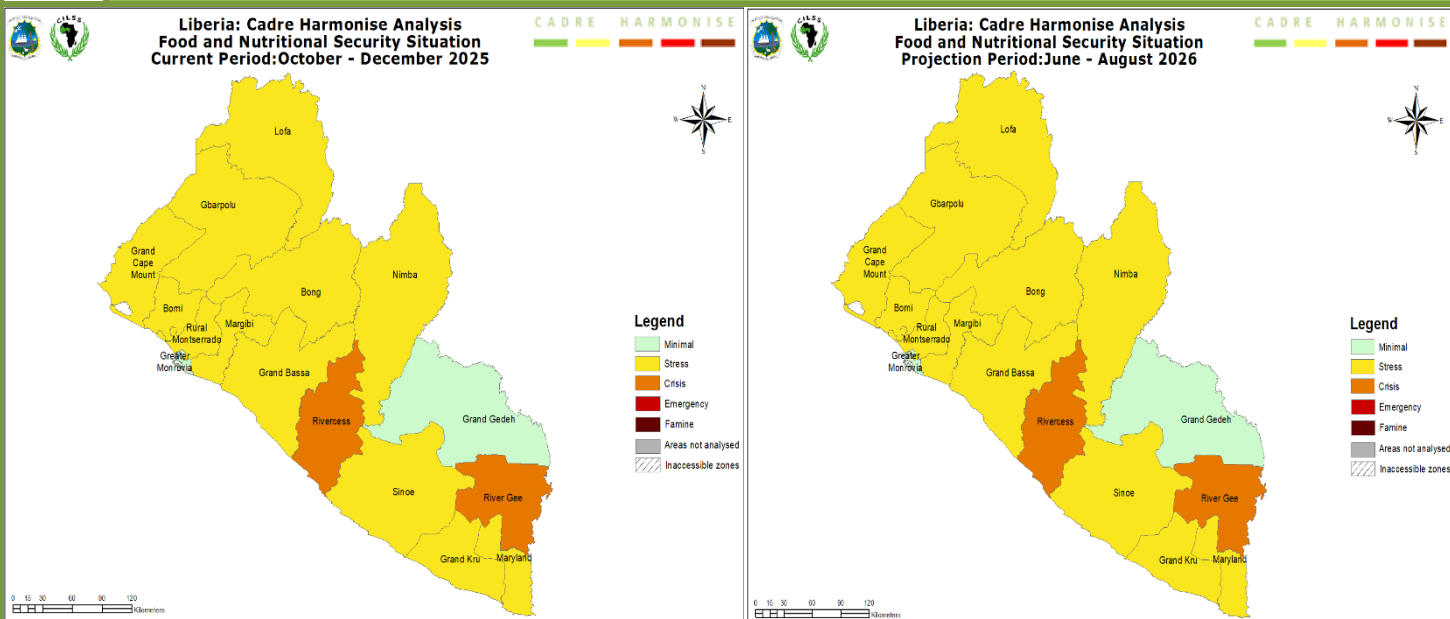 CILSS
Liberia: Cadre Harmonise Analysis
Food and Nutritional Security Situation
Current Period:October - December 2025
CADRE HARMONISE
N
W E
S
Lofa
Gbarpolu
Grand
Cape
Mount
Nimba
Bong
Bomi
Rural
Montserrado
Margibi
Greater
Monrovia
Grand Bassa
Rivercess
Grand Gedeh
Sinoe
River Gee
Grand Kru
Maryland
Legend
Minimal
Stress
Crisis
Emergency
Famine
Areas not analysed
Inaccessible zones
0 15 30 60 90 120
Kilometers
CILSS
Liberia: Cadre Harmonise Analysis
Food and Nutritional Security Situation
Projection Period:June - August 2026
CADRE HARMONISE
N
W E
S
Lofa
Gbarpolu
Grand
Cape
Mount
Nimba
Bong
Bomi
Rural
Montserrado
Margibi
Greater
Monrovia
Grand Bassa
Rivercess
Grand Gedeh
Sinoe
River Gee
Grand Kru
Maryland
Legend
Minimal
Stress
Crisis
Emergency
Famine
Areas not analysed
Inaccessible zones
0 15 30 60 90 120
Kilometers